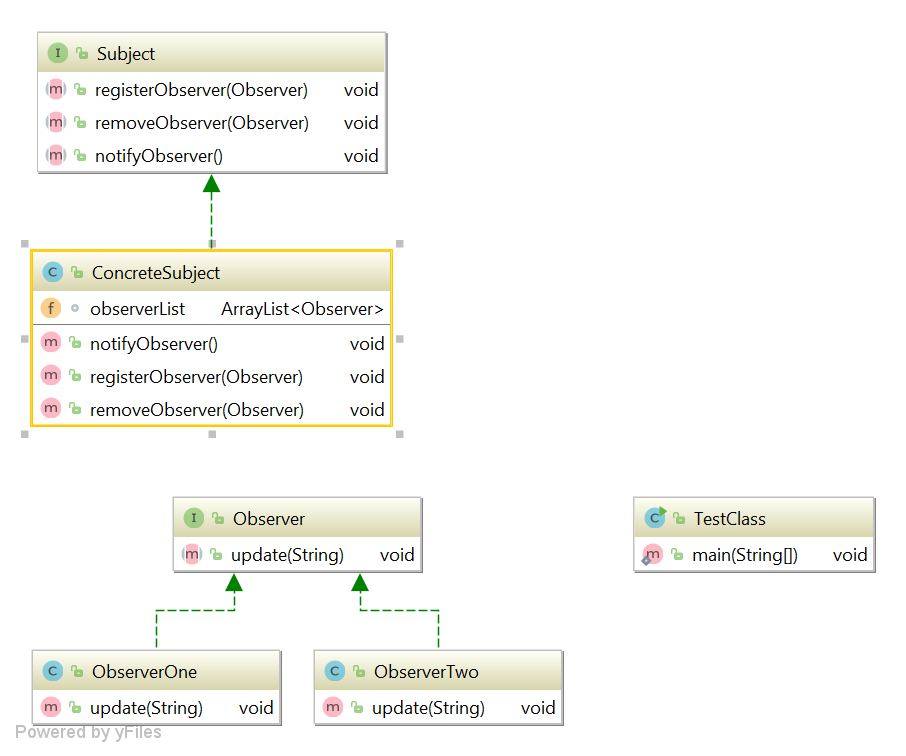 Subject
registerObserver(Observer) void
removeObserver(Observer) void
notifyObserver() void
ConcreteSubject
observerList ArrayList<Observer>
notifyObserver() void
registerObserver(Observer) void
removeObserver(Observer) void
Observer
update(String) void
TestClass
main(String[]) void
ObserverOne
update(String) void
ObserverTwo
update(String) void
Powered by yFiles